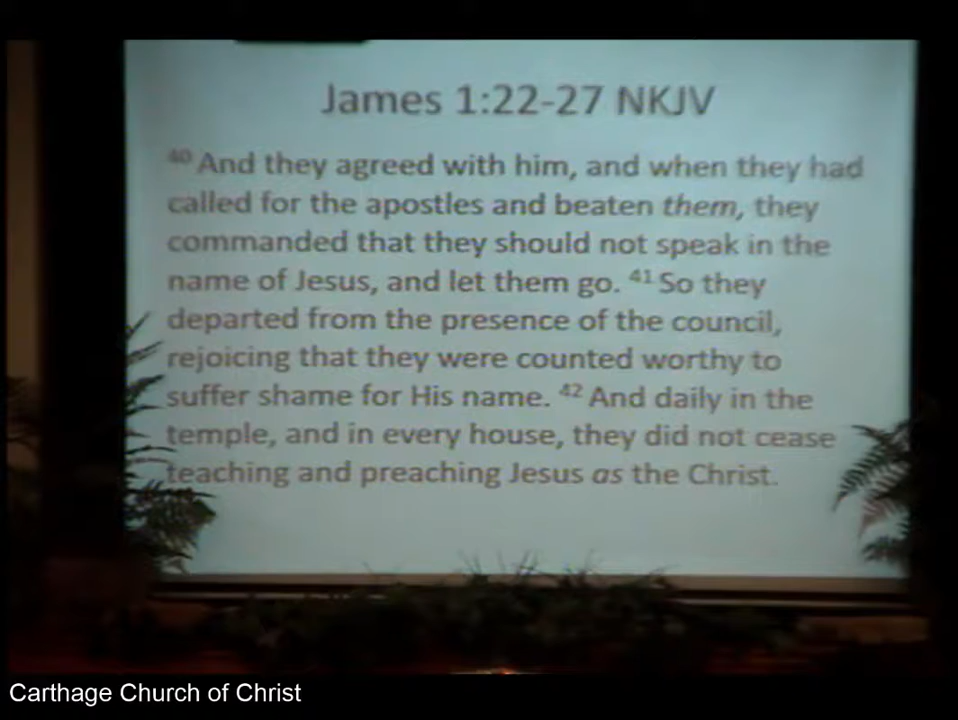 James 1:22-27 NKJV
40 And they agreed with him, and when they had
called for the apostles and beaten them, they
commanded that they should not speak in the
name of Jesus, and let them go. 41 So they
departed from the presence of the council,
rejoicing that they were counted worthy to
suffer shame for His name. 42 And daily in the
temple, and in every house, they did not cease
teaching and preaching Jesus as the Christ.
Carthage Church of Christ